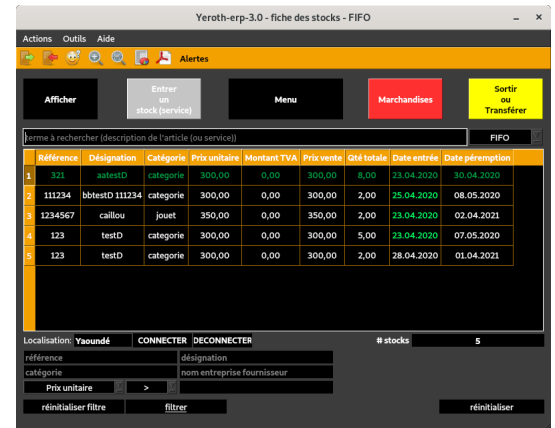 Yeroth-erp-3.0 - fiche des stocks - FIFO
Actions Outils Aide
Alertes
Afficher
Entrer
un
stock (service)
Menu
Marchandises
Sortir
ou
Transférer
terme à rechercher (description de l'article (ou service))
FIFO
Référence Désignation Catégorie Prix unitaire Montant TVA Prix vente Qté totale Date entrée Date péremption
1 321 aatestD categorie 300,00 0,00 300,00 8,00 23.04.2020 30.04.2020
2 111234 bbtestD 111234 categorie 300,00 0,00 300,00 2,00 25.04.2020 08.05.2020
3 1234567 caillou jouet 350,00 0,00 350,00 2,00 23.04.2020 02.04.2021
4 123 testD categorie 300,00 0,00 300,00 5,00 23.04.2020 07.05.2020
5 123 testD categorie 300,00 0,00 300,00 2,00 28.04.2020 01.04.2021
Localisation: Yaoundé CONNECTER DECONNECTER # stocks 5
référence désignation
catégorie nom entreprise fournisseur
Prix unitaire >
réinitialiser filtre filtrer réinitialiser